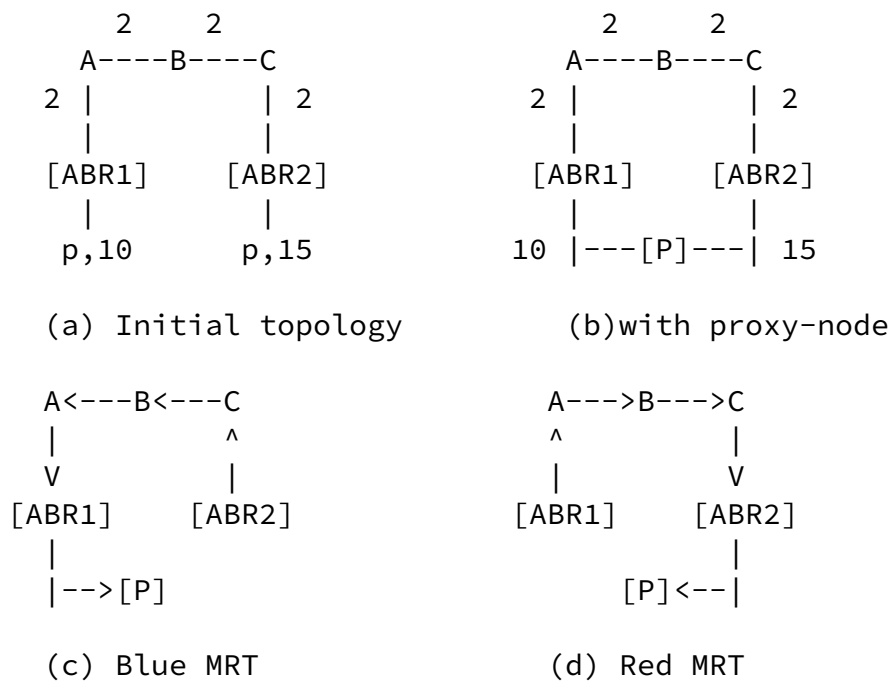 2    2                      2    2
    A----B----C                 A----B----C
  2 |         | 2             2 |         | 2
    |         |                 |         |
  [ABR1]    [ABR2]            [ABR1]    [ABR2]
    |         |                 |         |
   p,10      p,15            10 |---[P]---| 15
  (a) Initial topology         (b)with proxy-node
  A<---B<---C                  A--->B--->C
  |         ^                  ^         |
  V         |                  |         V
[ABR1]    [ABR2]             [ABR1]    [ABR2]
  |                                      |
  |-->[P]                          [P]<--|
  (c) Blue MRT                 (d) Red MRT